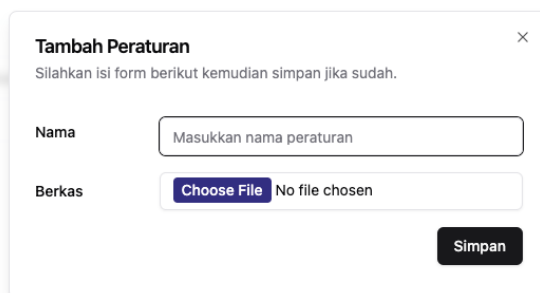 Tambah Peraturan
Silahkan isi form berikut kemudian simpan jika sudah.
Nama
Masukkan nama peraturan
Berkas
Choose File No file chosen
Simpan